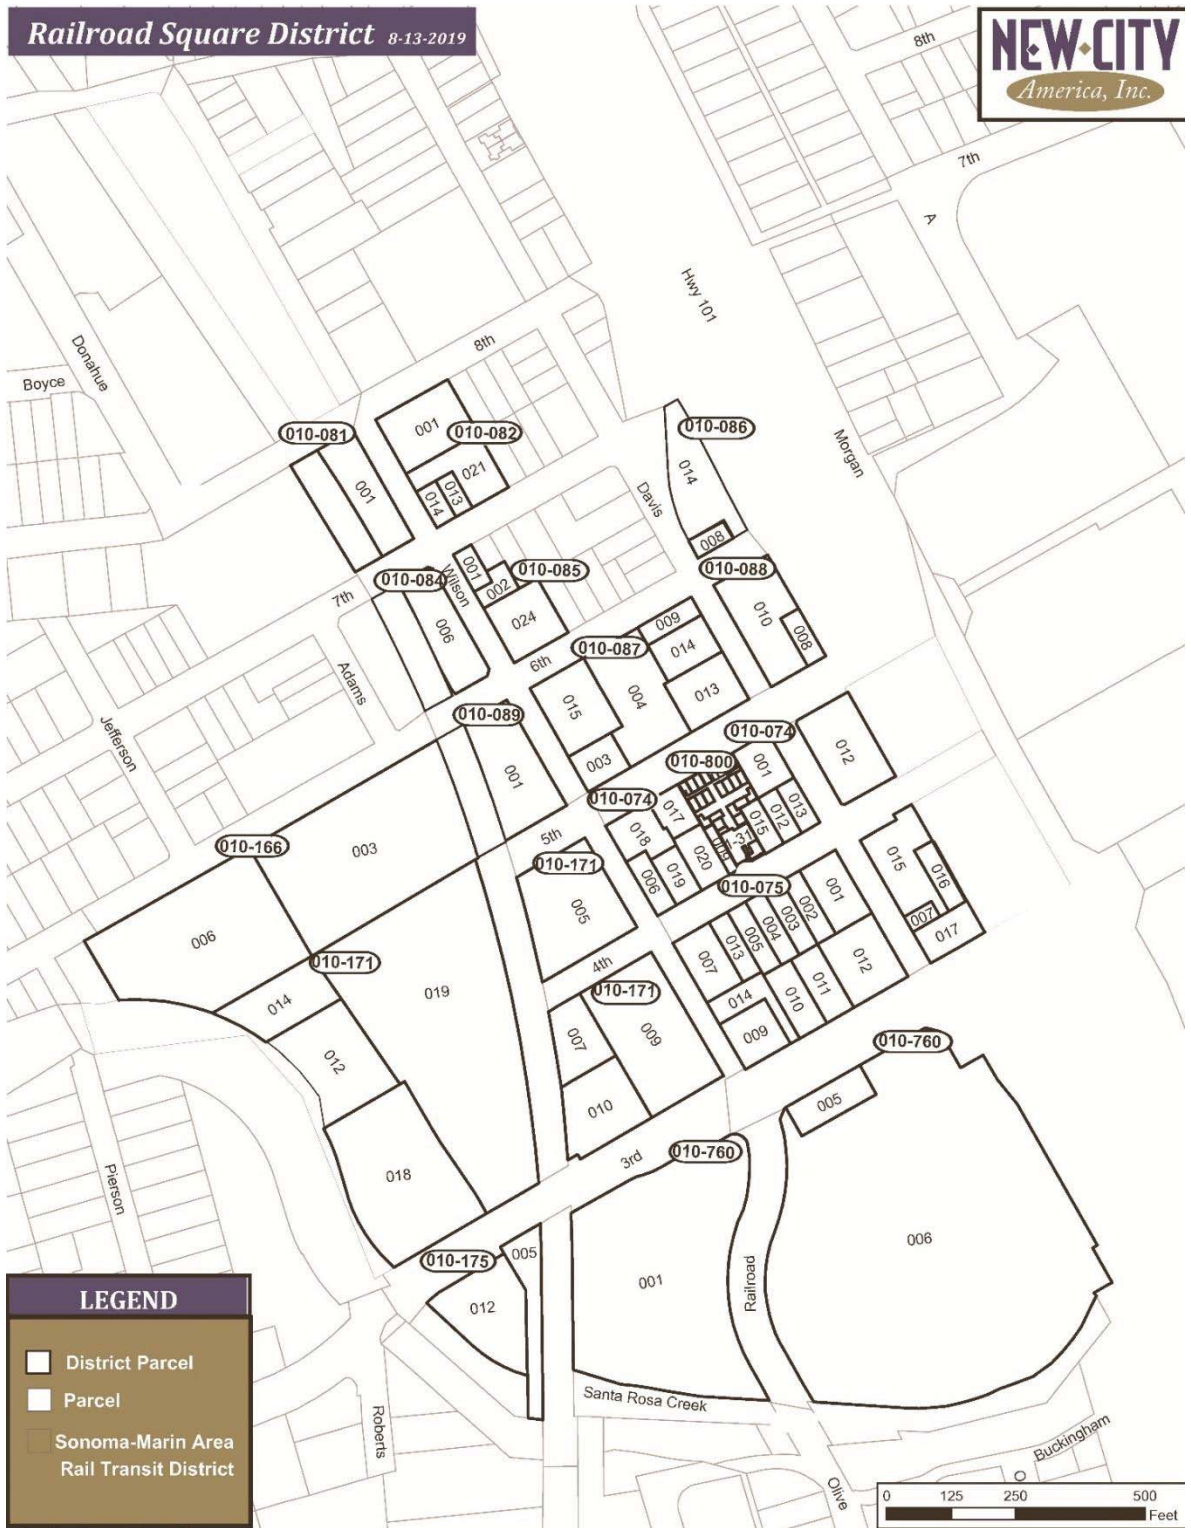 Railroad Square District 8-13-2019
NEW CITY
America, Inc.
8th
7th
A
Hwy 101
Donahue
Boyce
8th
Morgan
010-081
001
010-082
010-086
001
021
013
014
014
Davis
008
7th
010-084
Wilson
001
002
010-085
010-088
006
024
009
010
008
Adams
6th
010-087
014
015
004
013
Jefferson
010-089
003
001
010-074
012
010-800
001
010-074
017
013
012
015
018
010-166
003
5th
010-171
009
020
019
006
010-075
015
016
005
001
002
003
004
005
013
007
007
017
006
010-171
4th
012
019
010-171
011
010
014
014
009
012
007
009
010-760
010
005
3rd
010-760
018
Pierson
006
010-175
005
001
012
Railroad
LEGEND
District Parcel
Parcel
Sonoma-Marin Area
Rail Transit District
Santa Rosa Creek
Roberts
Buckingham
O
Olive
0 125 250 500
Feet